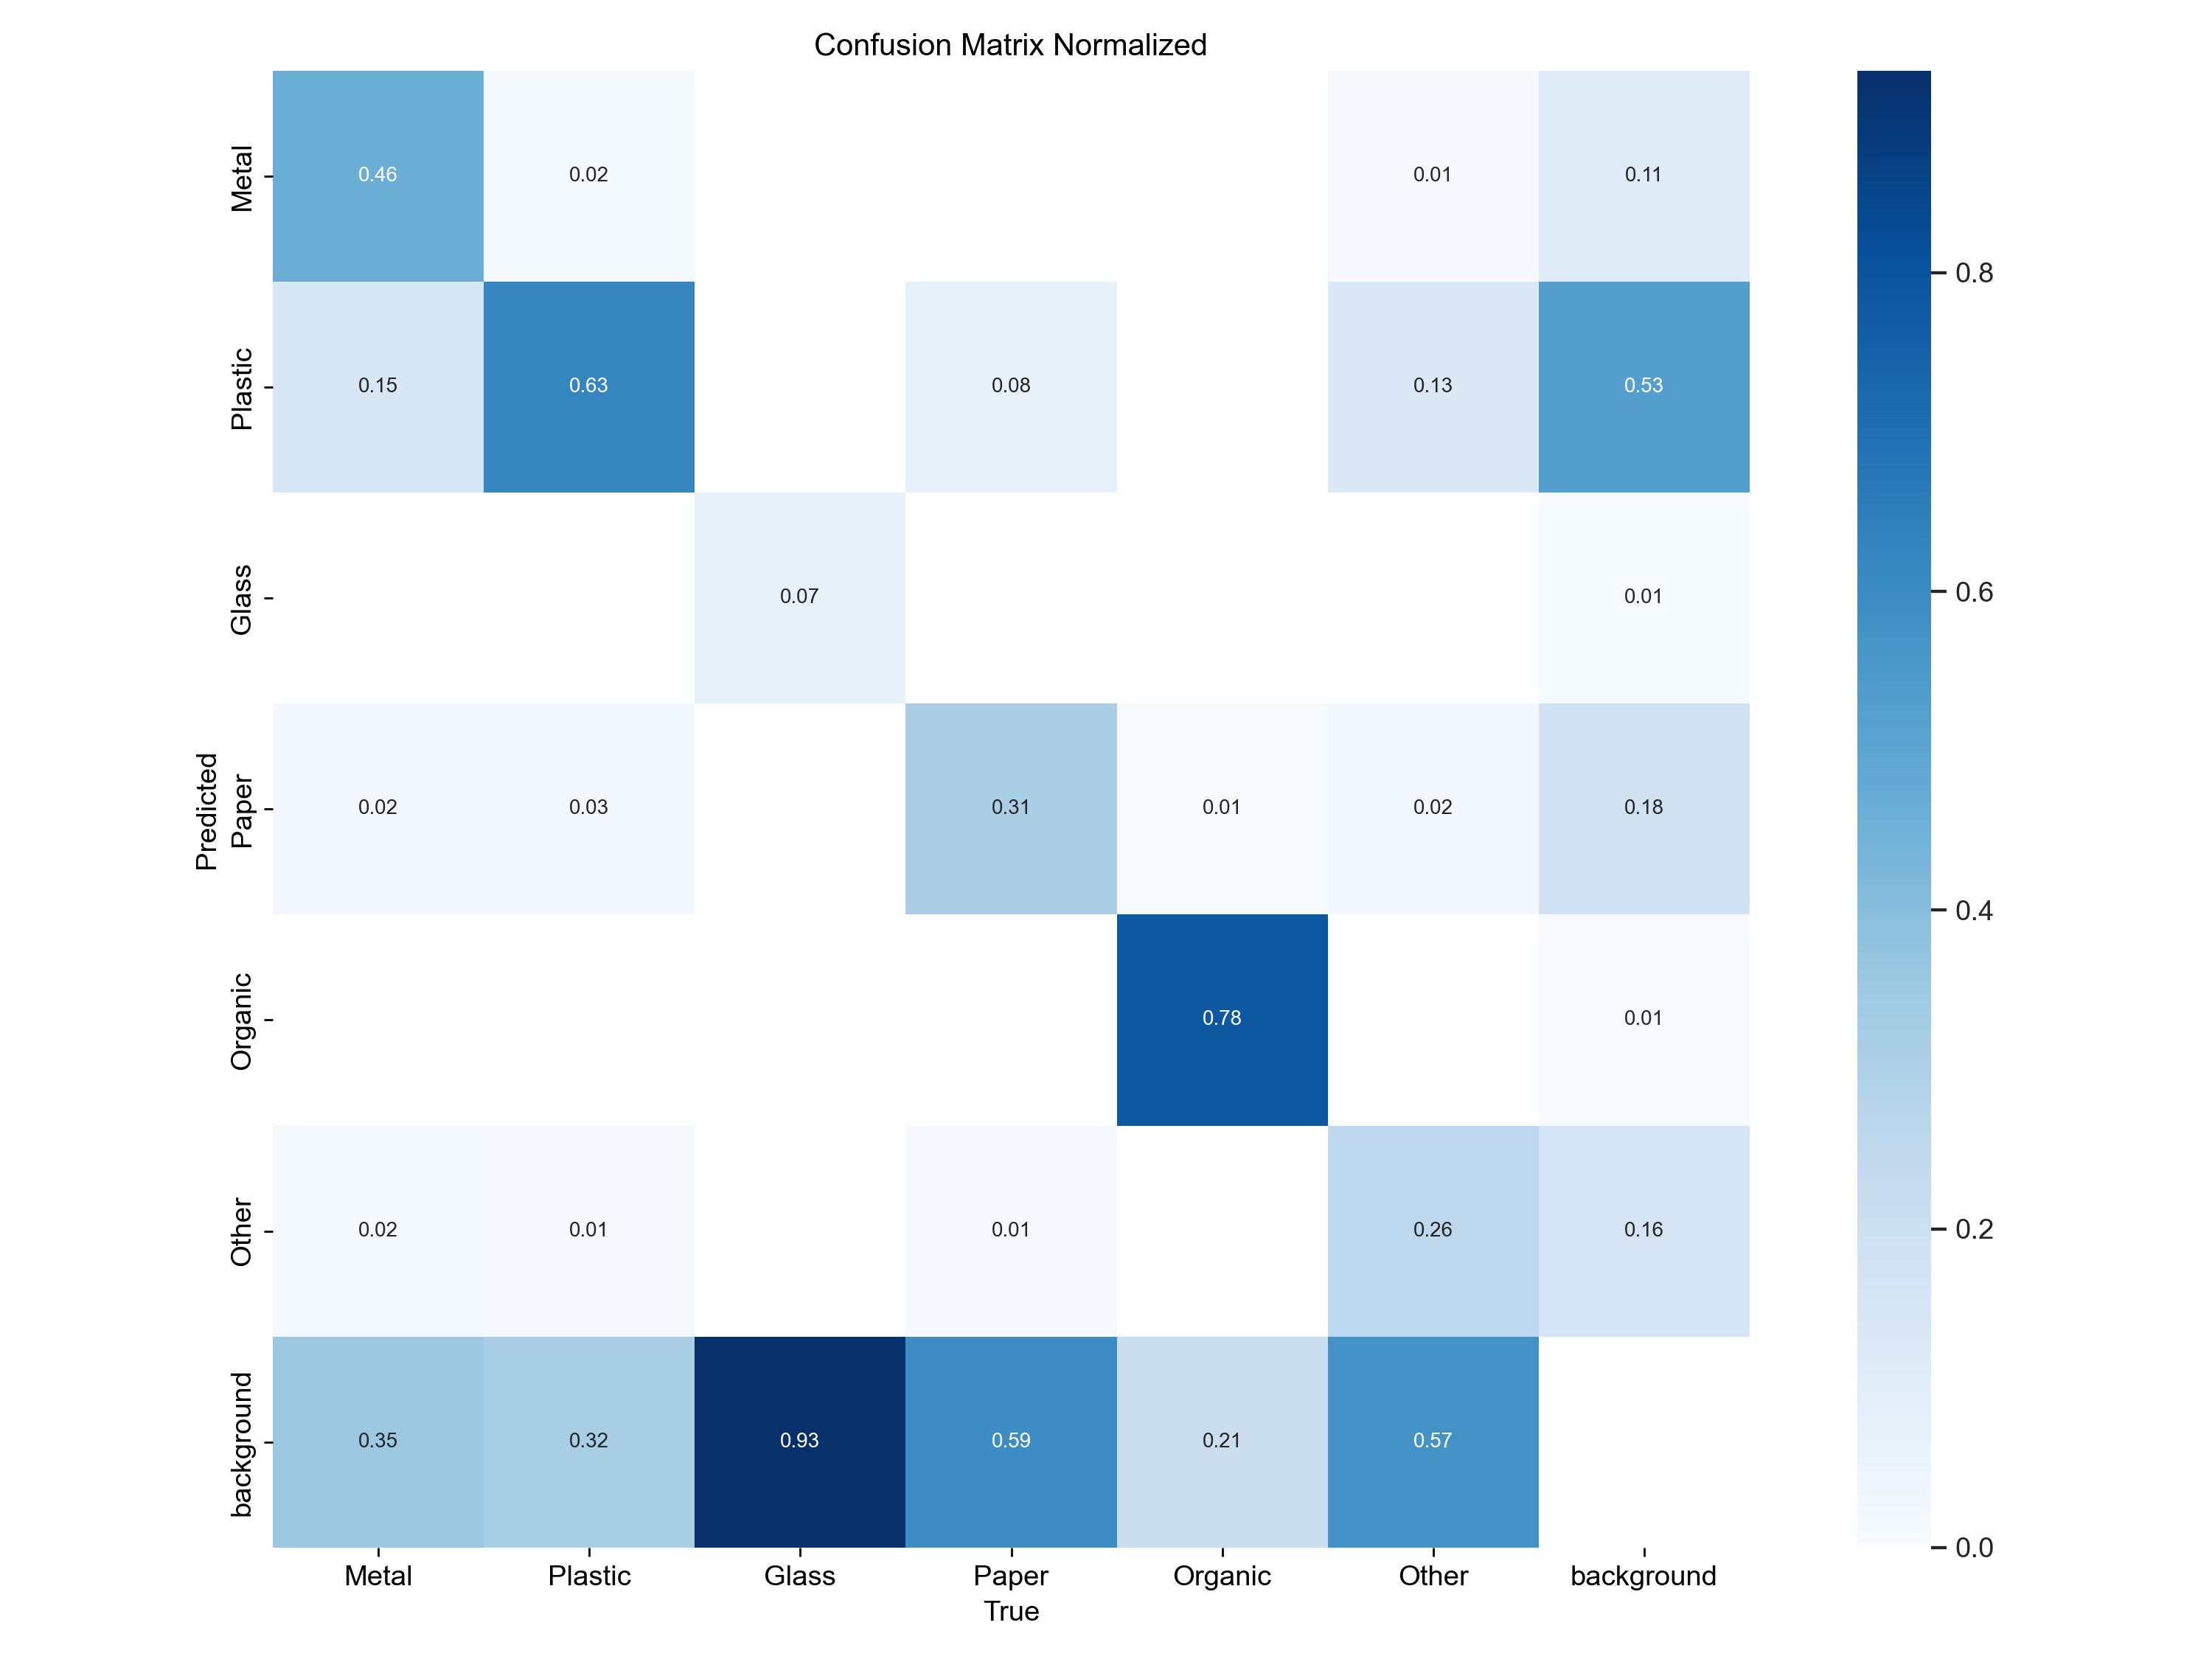 Confusion Matrix Normalized
Metal
0.46
0.02
0.01
0.11
Plastic
0.15
0.63
0.08
0.13
0.53
Glass
0.07
0.01
Predicted
Paper
0.02
0.03
0.31
0.01
0.02
0.18
Organic
0.78
0.01
Other
0.02
0.01
0.01
0.26
0.16
background
0.35
0.32
0.93
0.59
0.21
0.57
Metal
Plastic
Glass
Paper
Organic
Other
background
True
0.8
0.6
0.4
0.2
0.0